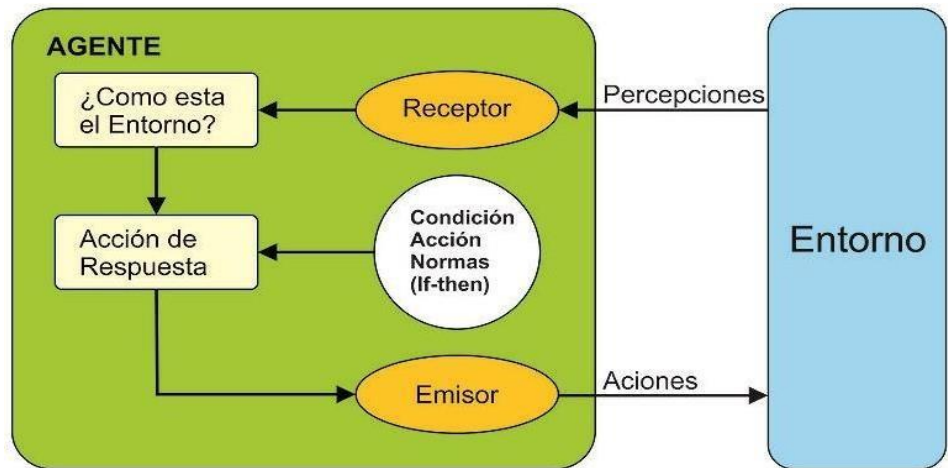 AGENTE
¿Como esta
el Entorno?
Receptor
Percepciones
Acción de
Respuesta
Condición
Acción
Normas
(If-then)
Entorno
Emisor
Aciones